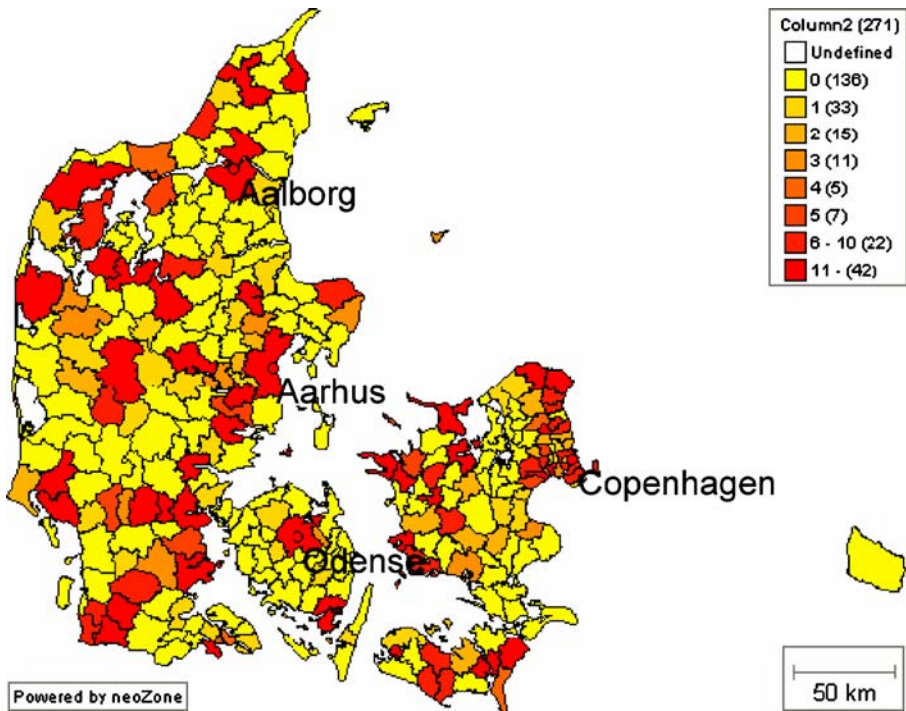 Column2 (271)
Undefined
0 (136)
1 (33)
2 (15)
3 (11)
4 (5)
5 (7)
6 - 10 (22)
11 - (42)
Aalborg
Aarhus
Copenhagen
Odense
Powered by neoZone
50 km